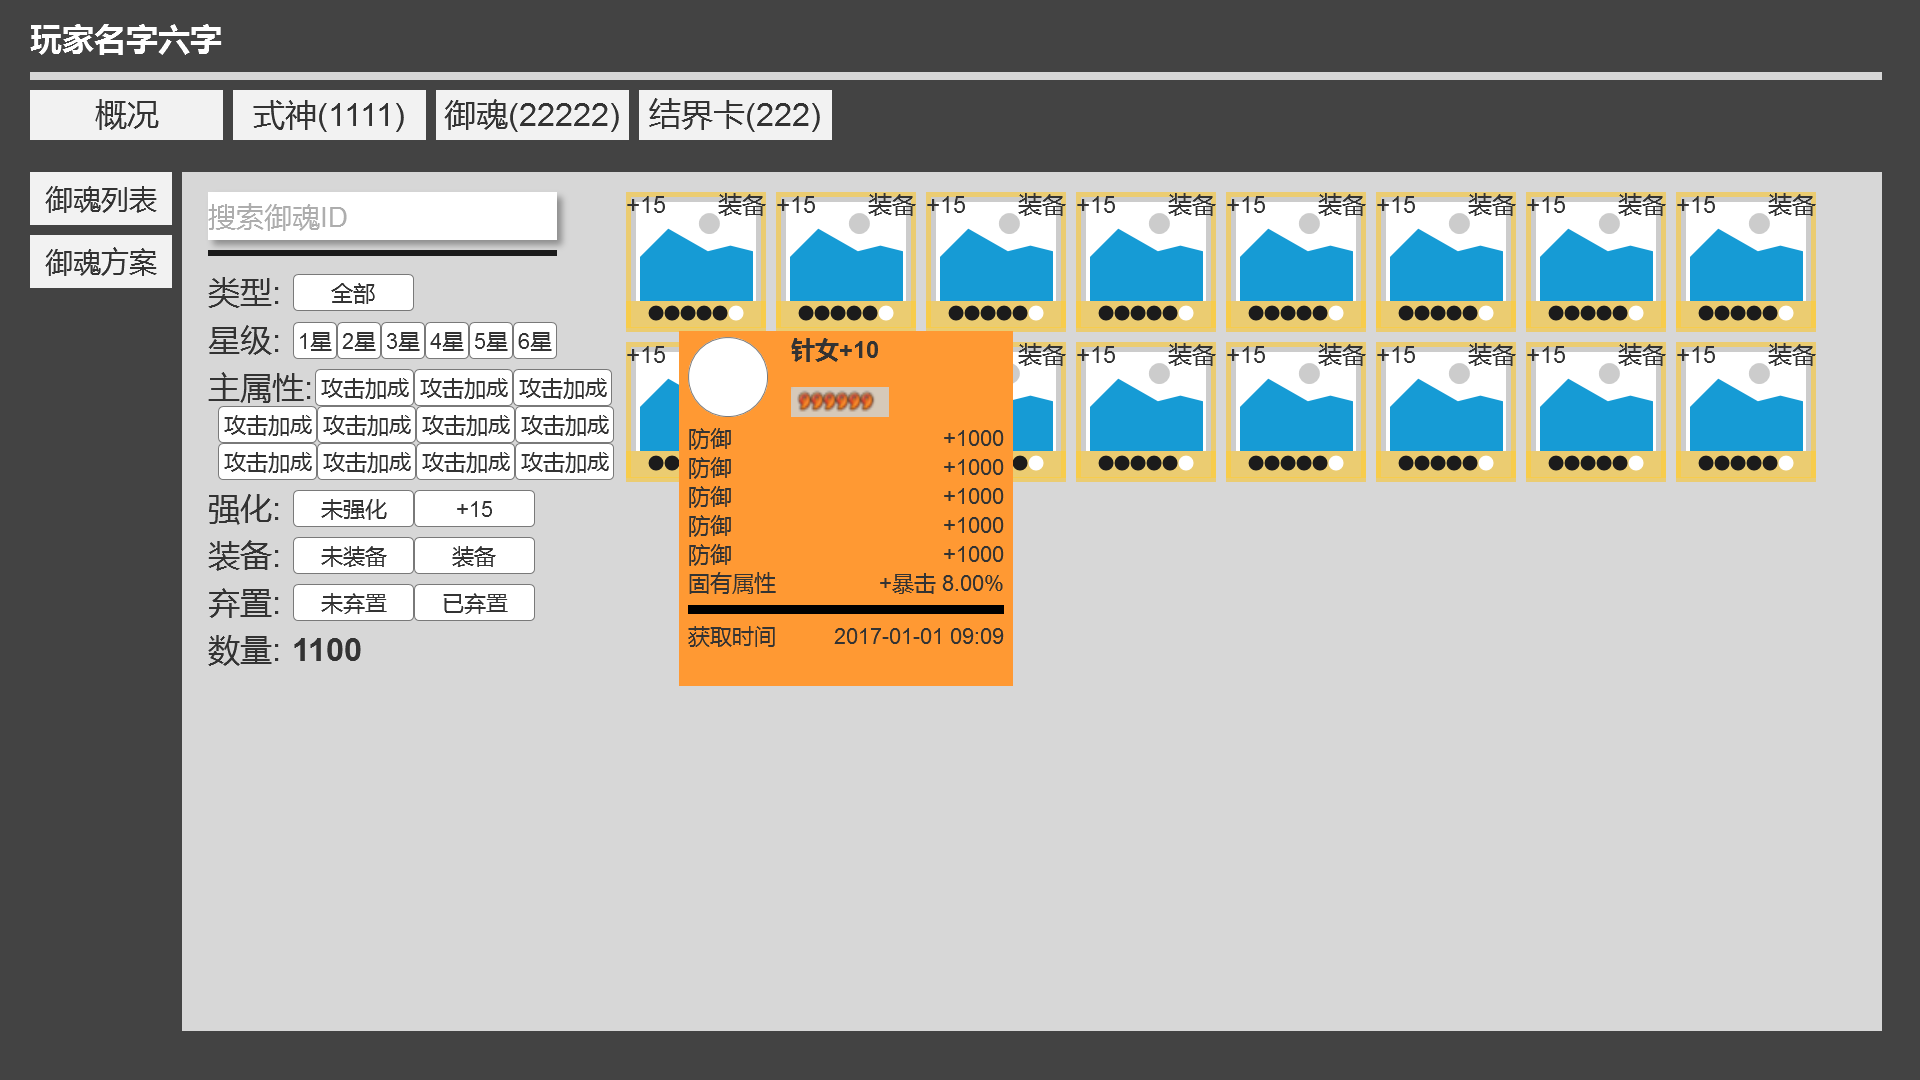 玩家名字六字
概况 式神(1111) 御魂(22222) 结界卡(222)
御魂列表
御魂方案
搜索御魂ID
类型: 全部
星级: 1星 2星 3星 4星 5星 6星
主属性: 攻击加成 攻击加成 攻击加成
攻击加成 攻击加成 攻击加成 攻击加成
攻击加成 攻击加成 攻击加成 攻击加成
强化: 未强化 +15
装备: 未装备 装备
弃置: 未弃置 已弃置
数量: 1100
+15 装备 +15 装备 +15 装备 +15 装备 +15 装备 +15 装备 +15 装备 +15 装备
+15 装备 +15 装备 +15 装备 +15 装备 +15 装备 +15 装备
针女+10
防御 +1000
防御 +1000
防御 +1000
防御 +1000
防御 +1000
固有属性 +暴击 8.00%
获取时间 2017-01-01 09:09